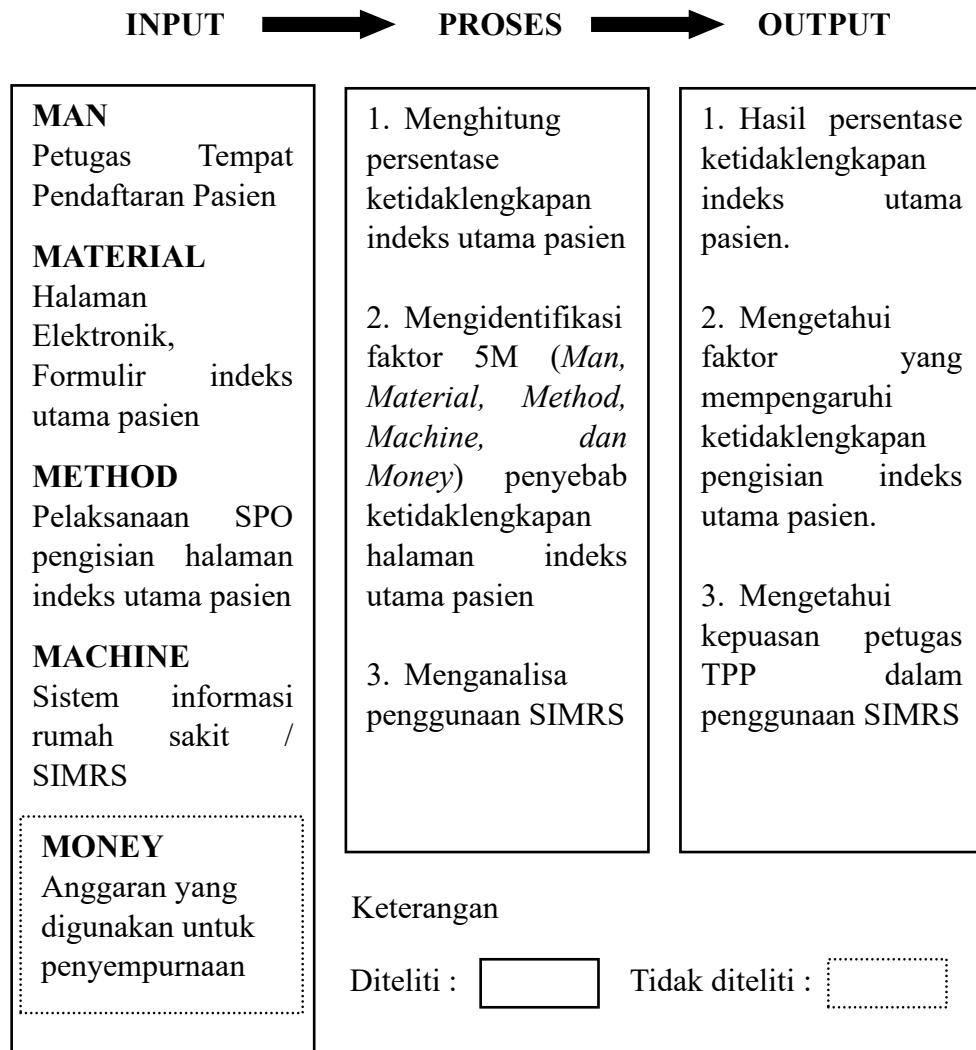 INPUT PROSES OUTPUT
MAN
Petugas Tempat
Pendaftaran Pasien
MATERIAL
Halaman
Elektronik,
Formulir indeks
utama pasien
METHOD
Pelaksanaan SPO
pengisian halaman
indeks utama pasien
MACHINE
Sistem informasi
rumah sakit /
SIMRS
MONEY
Anggaran yang
digunakan untuk
penyempurnaan
1. Menghitung
persentase
ketidaklengkapan
indeks utama pasien
2. Mengidentifikasi
faktor 5M (Man,
Material, Method,
Machine, dan
Money) penyebab
ketidaklengkapan
halaman indeks
utama pasien
3. Menganalisa
penggunaan SIMRS
1. Hasil persentase
ketidaklengkapan
indeks utama
pasien.
2. Mengetahui
faktor yang
mempengaruhi
ketidaklengkapan
pengisian indeks
utama pasien.
3. Mengetahui
kepuasan petugas
TPP dalam
penggunaan SIMRS
Keterangan
Diteliti : Tidak diteliti :